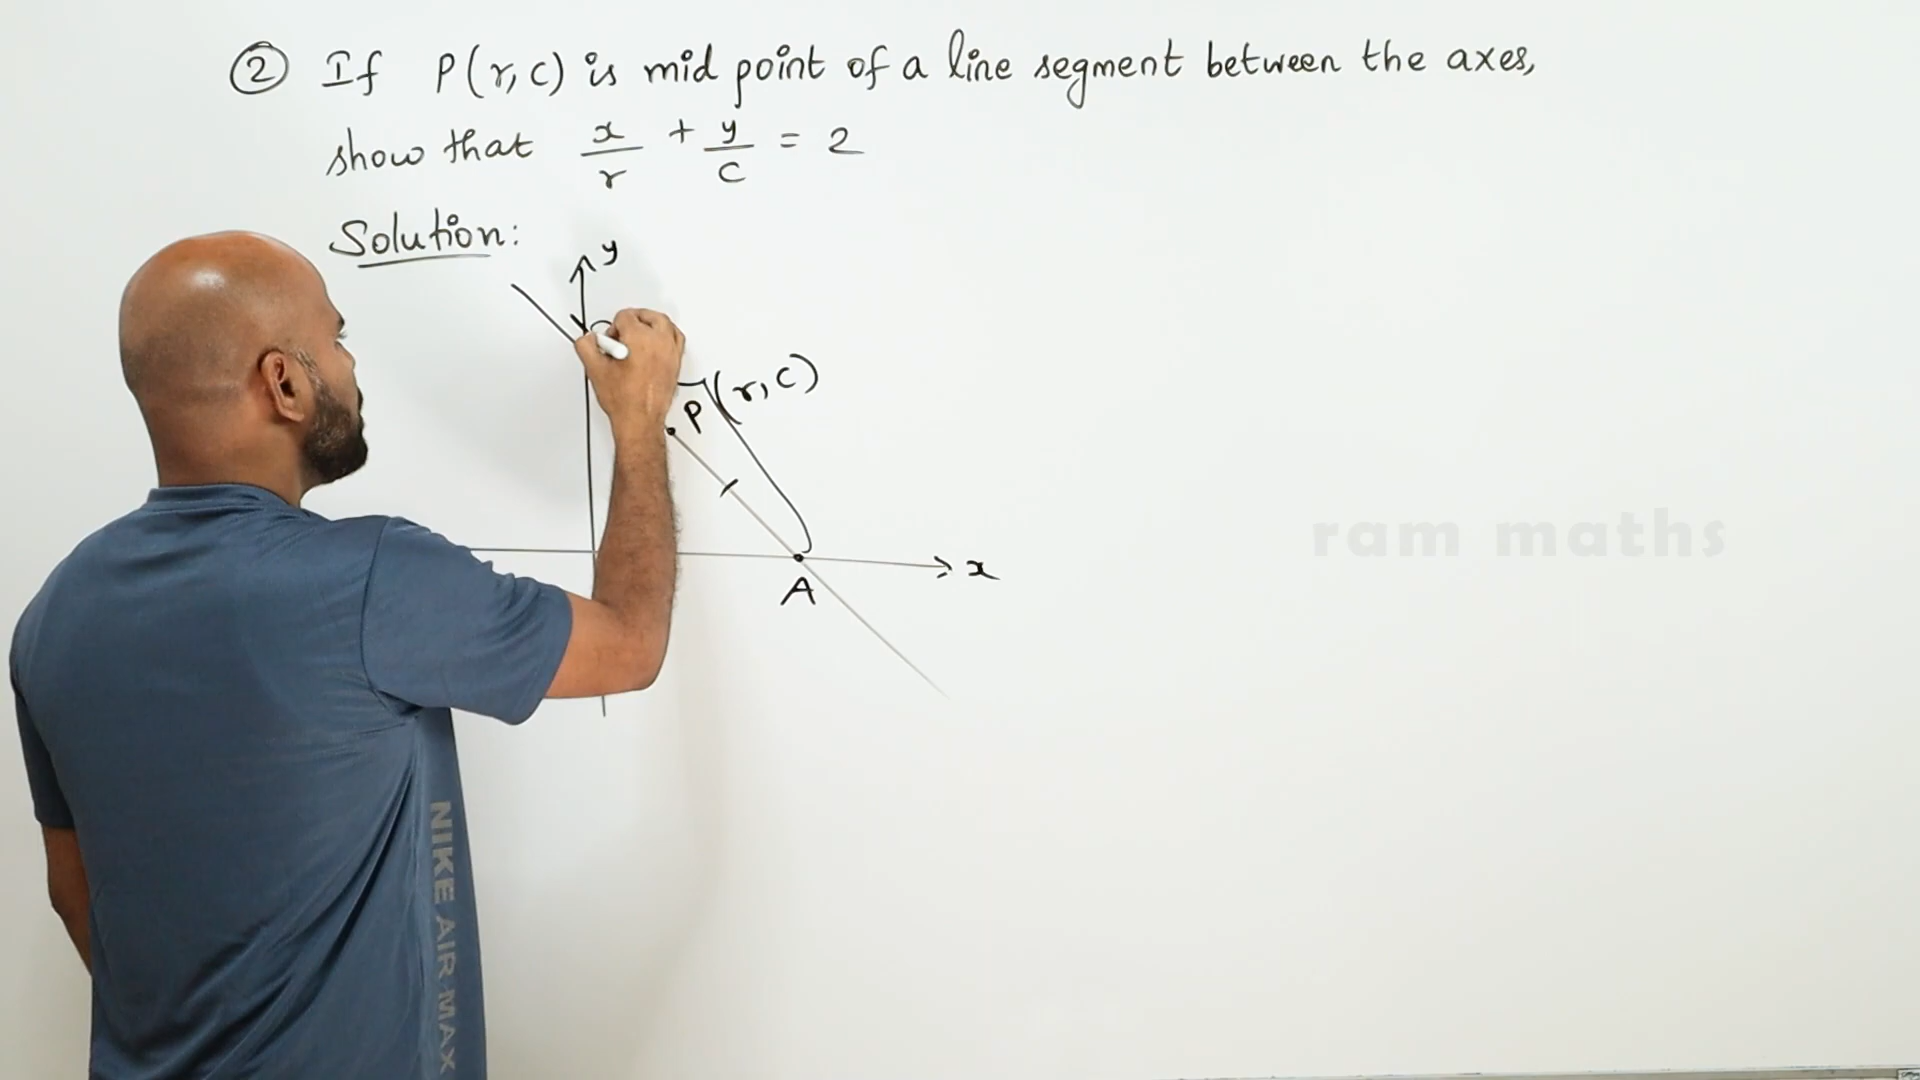 ② If P(r, c) is mid point of a line segment between the axes,
show that x/r + y/c = 2
Solution:
y
P (r, c)
x
A
ram maths
NIKE AIR MAX